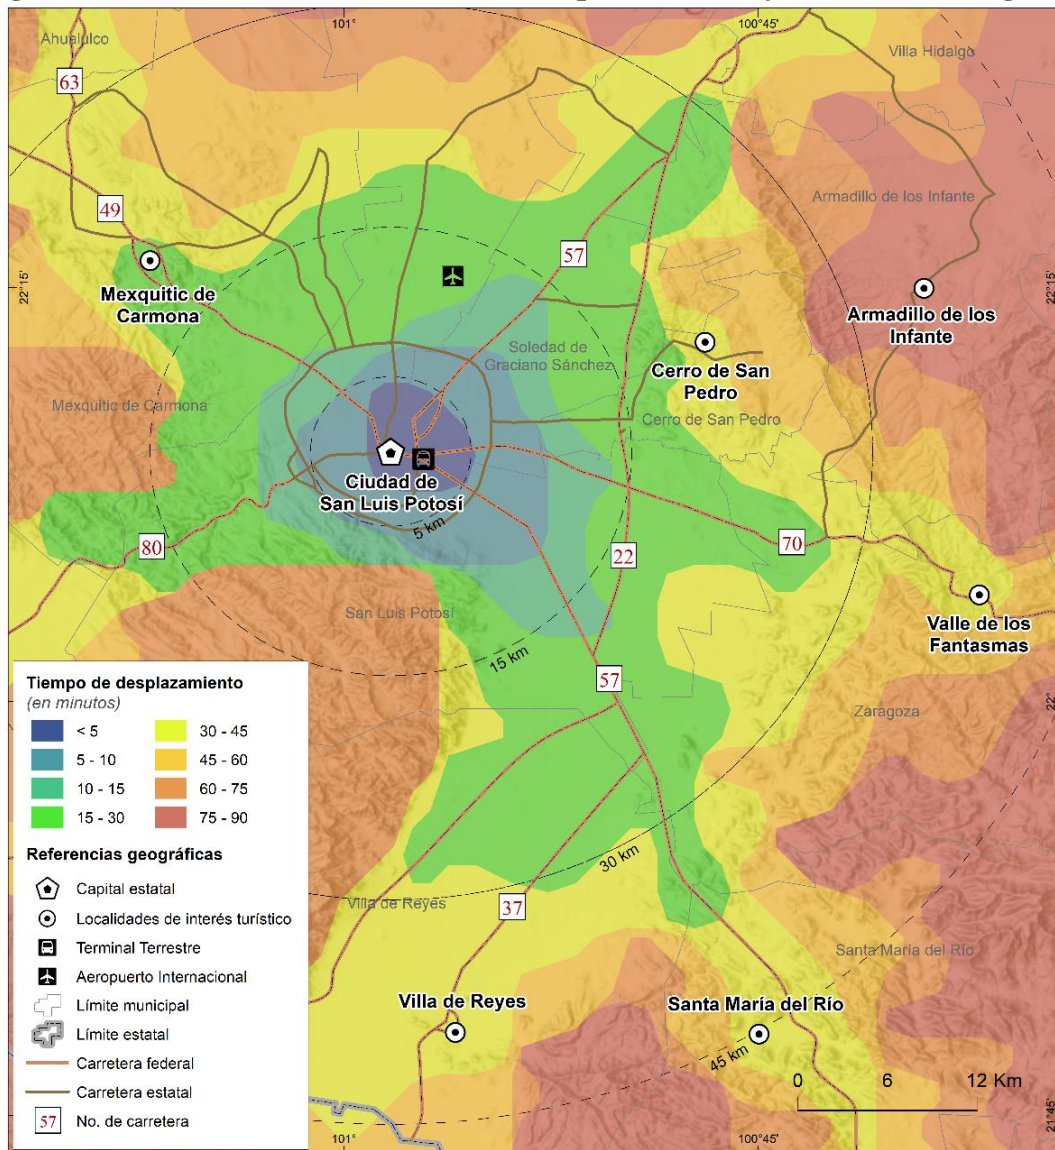 101°
100°45'
Ahualulco
Villa Hidalgo
63
49
57
Armadillo de los Infante
22°15'
22°15'
Mexquitic de
Carmona
Armadillo de los
Infante
Soledad de
Graciano Sánchez
Cerro de San
Pedro
Mexquitic de Carmona
Cerro de San Pedro
Ciudad de
San Luis Potosí
5 km
80
22
70
San Luis Potosí
Valle de los
Fantasmas
15 km
57
22°
Zaragoza
30 km
Villa de Reyes
37
Santa María del Río
Villa de Reyes
Santa María del Río
45 km
0 6 12 Km
101°
100°45'
21°45'
Tiempo de desplazamiento
(en minutos)
< 5
5 - 10
10 - 15
15 - 30
30 - 45
45 - 60
60 - 75
75 - 90
Referencias geográficas
Capital estatal
Localidades de interés turístico
Terminal Terrestre
Aeropuerto Internacional
Límite municipal
Límite estatal
Carretera federal
Carretera estatal
57 No. de carretera